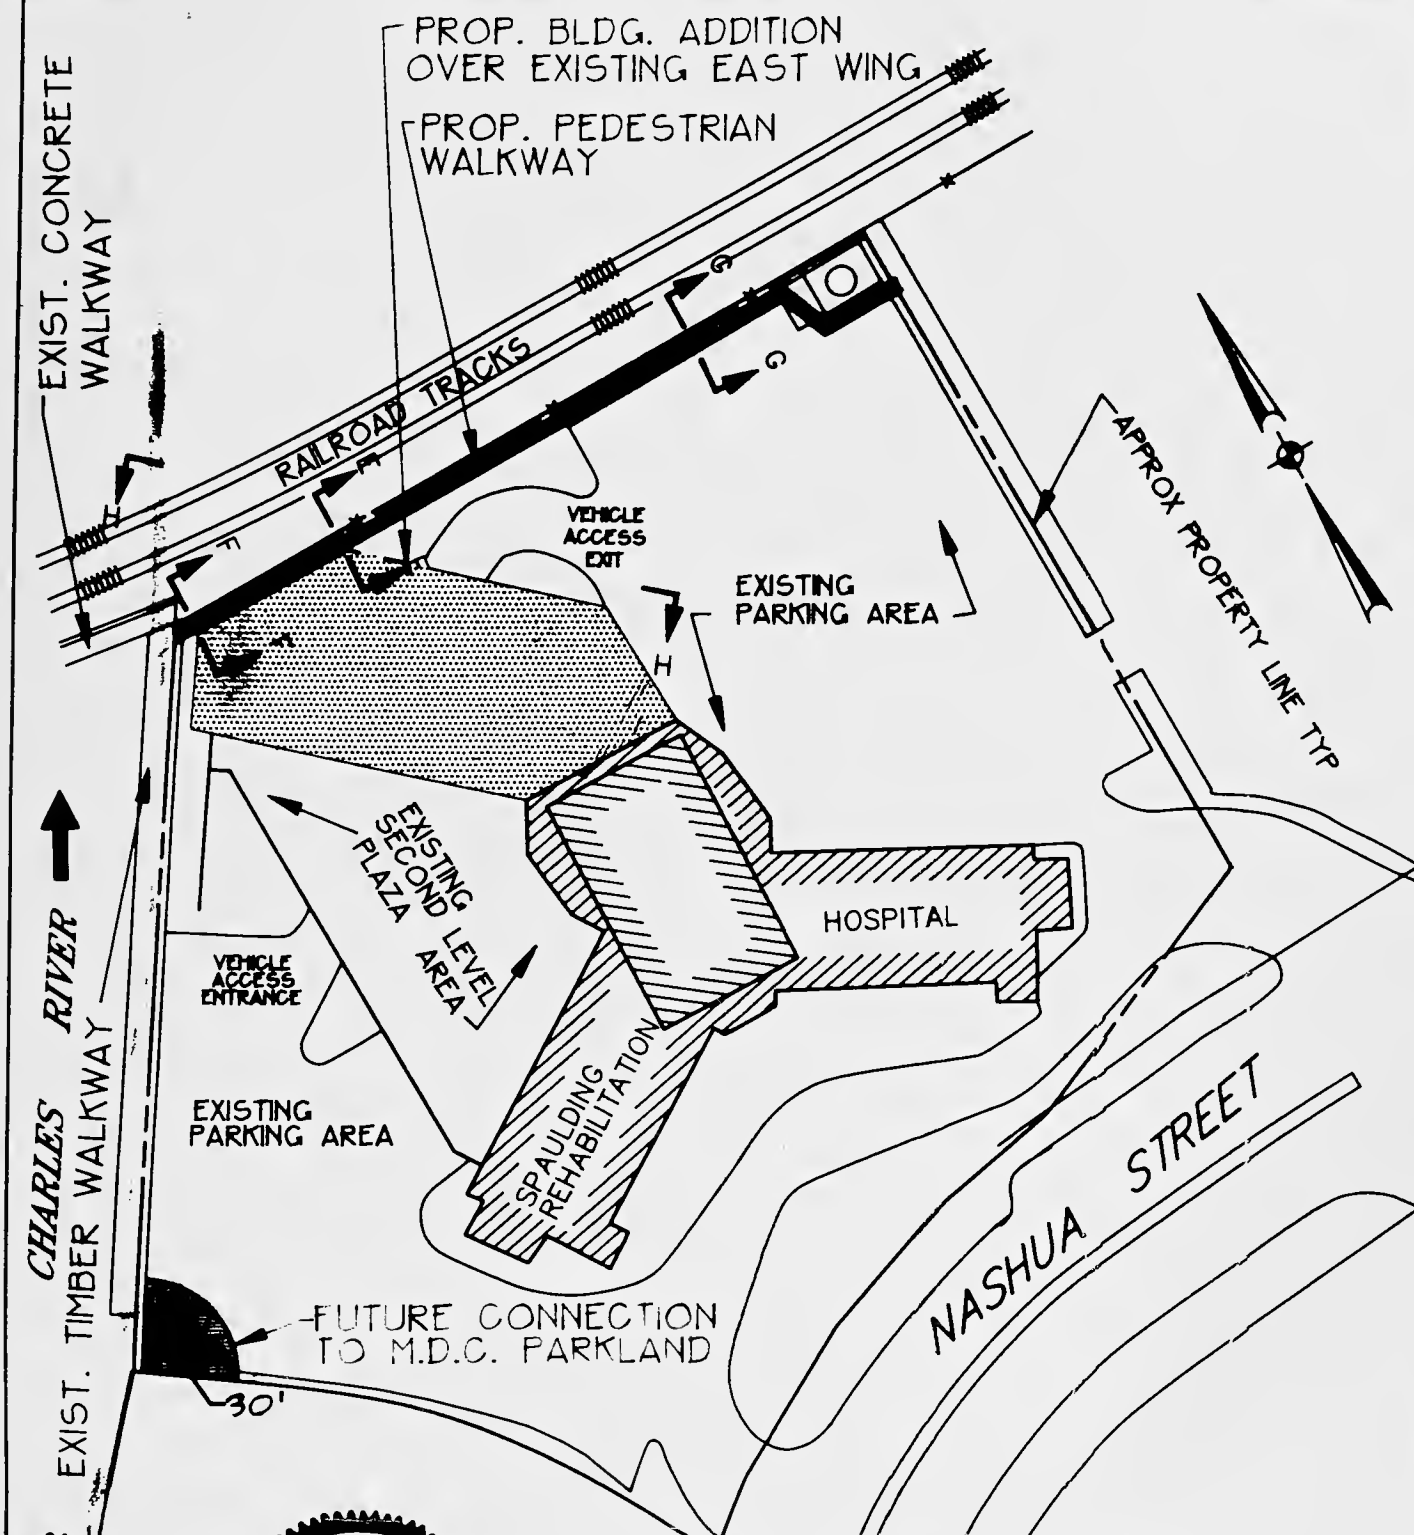 PROP. BLDG. ADDITION
OVER EXISTING EAST WING
PROP. PEDESTRIAN
WALKWAY
EXIST. CONCRETE
WALKWAY
RAILROAD TRACKS
G
G
F
F
H
VEHICLE
ACCESS
EXIT
EXISTING
PARKING AREA
APPROX PROPERTY LINE TYP
EXISTING
SECOND LEVEL
PLAZA AREA
HOSPITAL
VEHICLE
ACCESS
ENTRANCE
CHARLES RIVER
EXIST. TIMBER WALKWAY
EXISTING
PARKING AREA
SPAULDING
REHABILITATION
NASHUA STREET
FUTURE CONNECTION
TO M.D.C. PARKLAND
30'